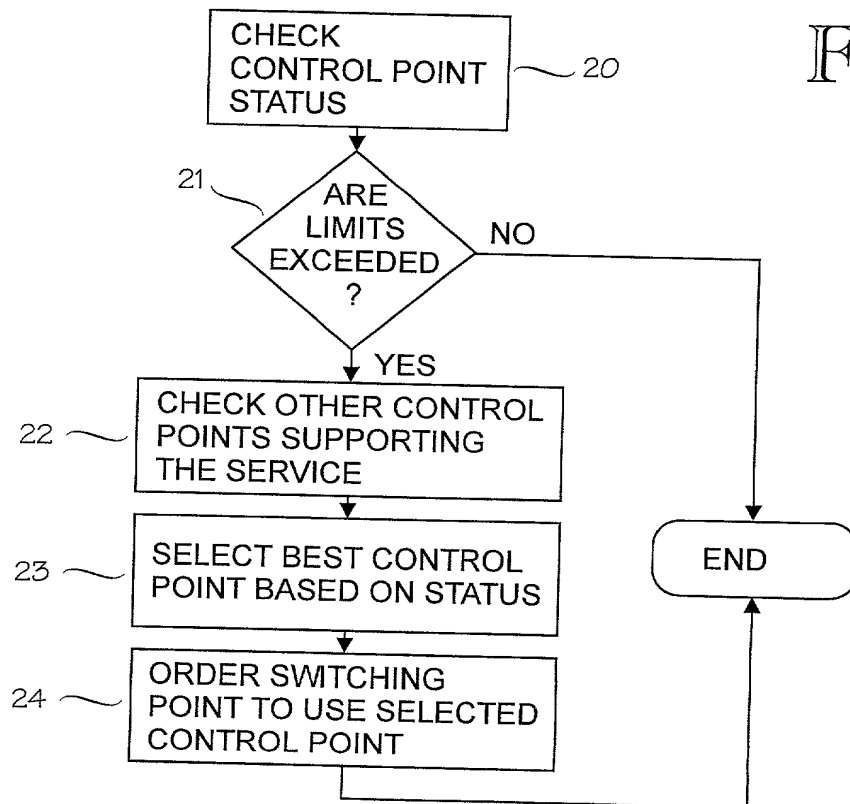 CHECK
CONTROL POINT
STATUS
20
F
21
ARE
LIMITS
EXCEEDED
?
NO
YES
22
CHECK OTHER CONTROL
POINTS SUPPORTING
THE SERVICE
23
SELECT BEST CONTROL
POINT BASED ON STATUS
END
24
ORDER SWITCHING
POINT TO USE SELECTED
CONTROL POINT